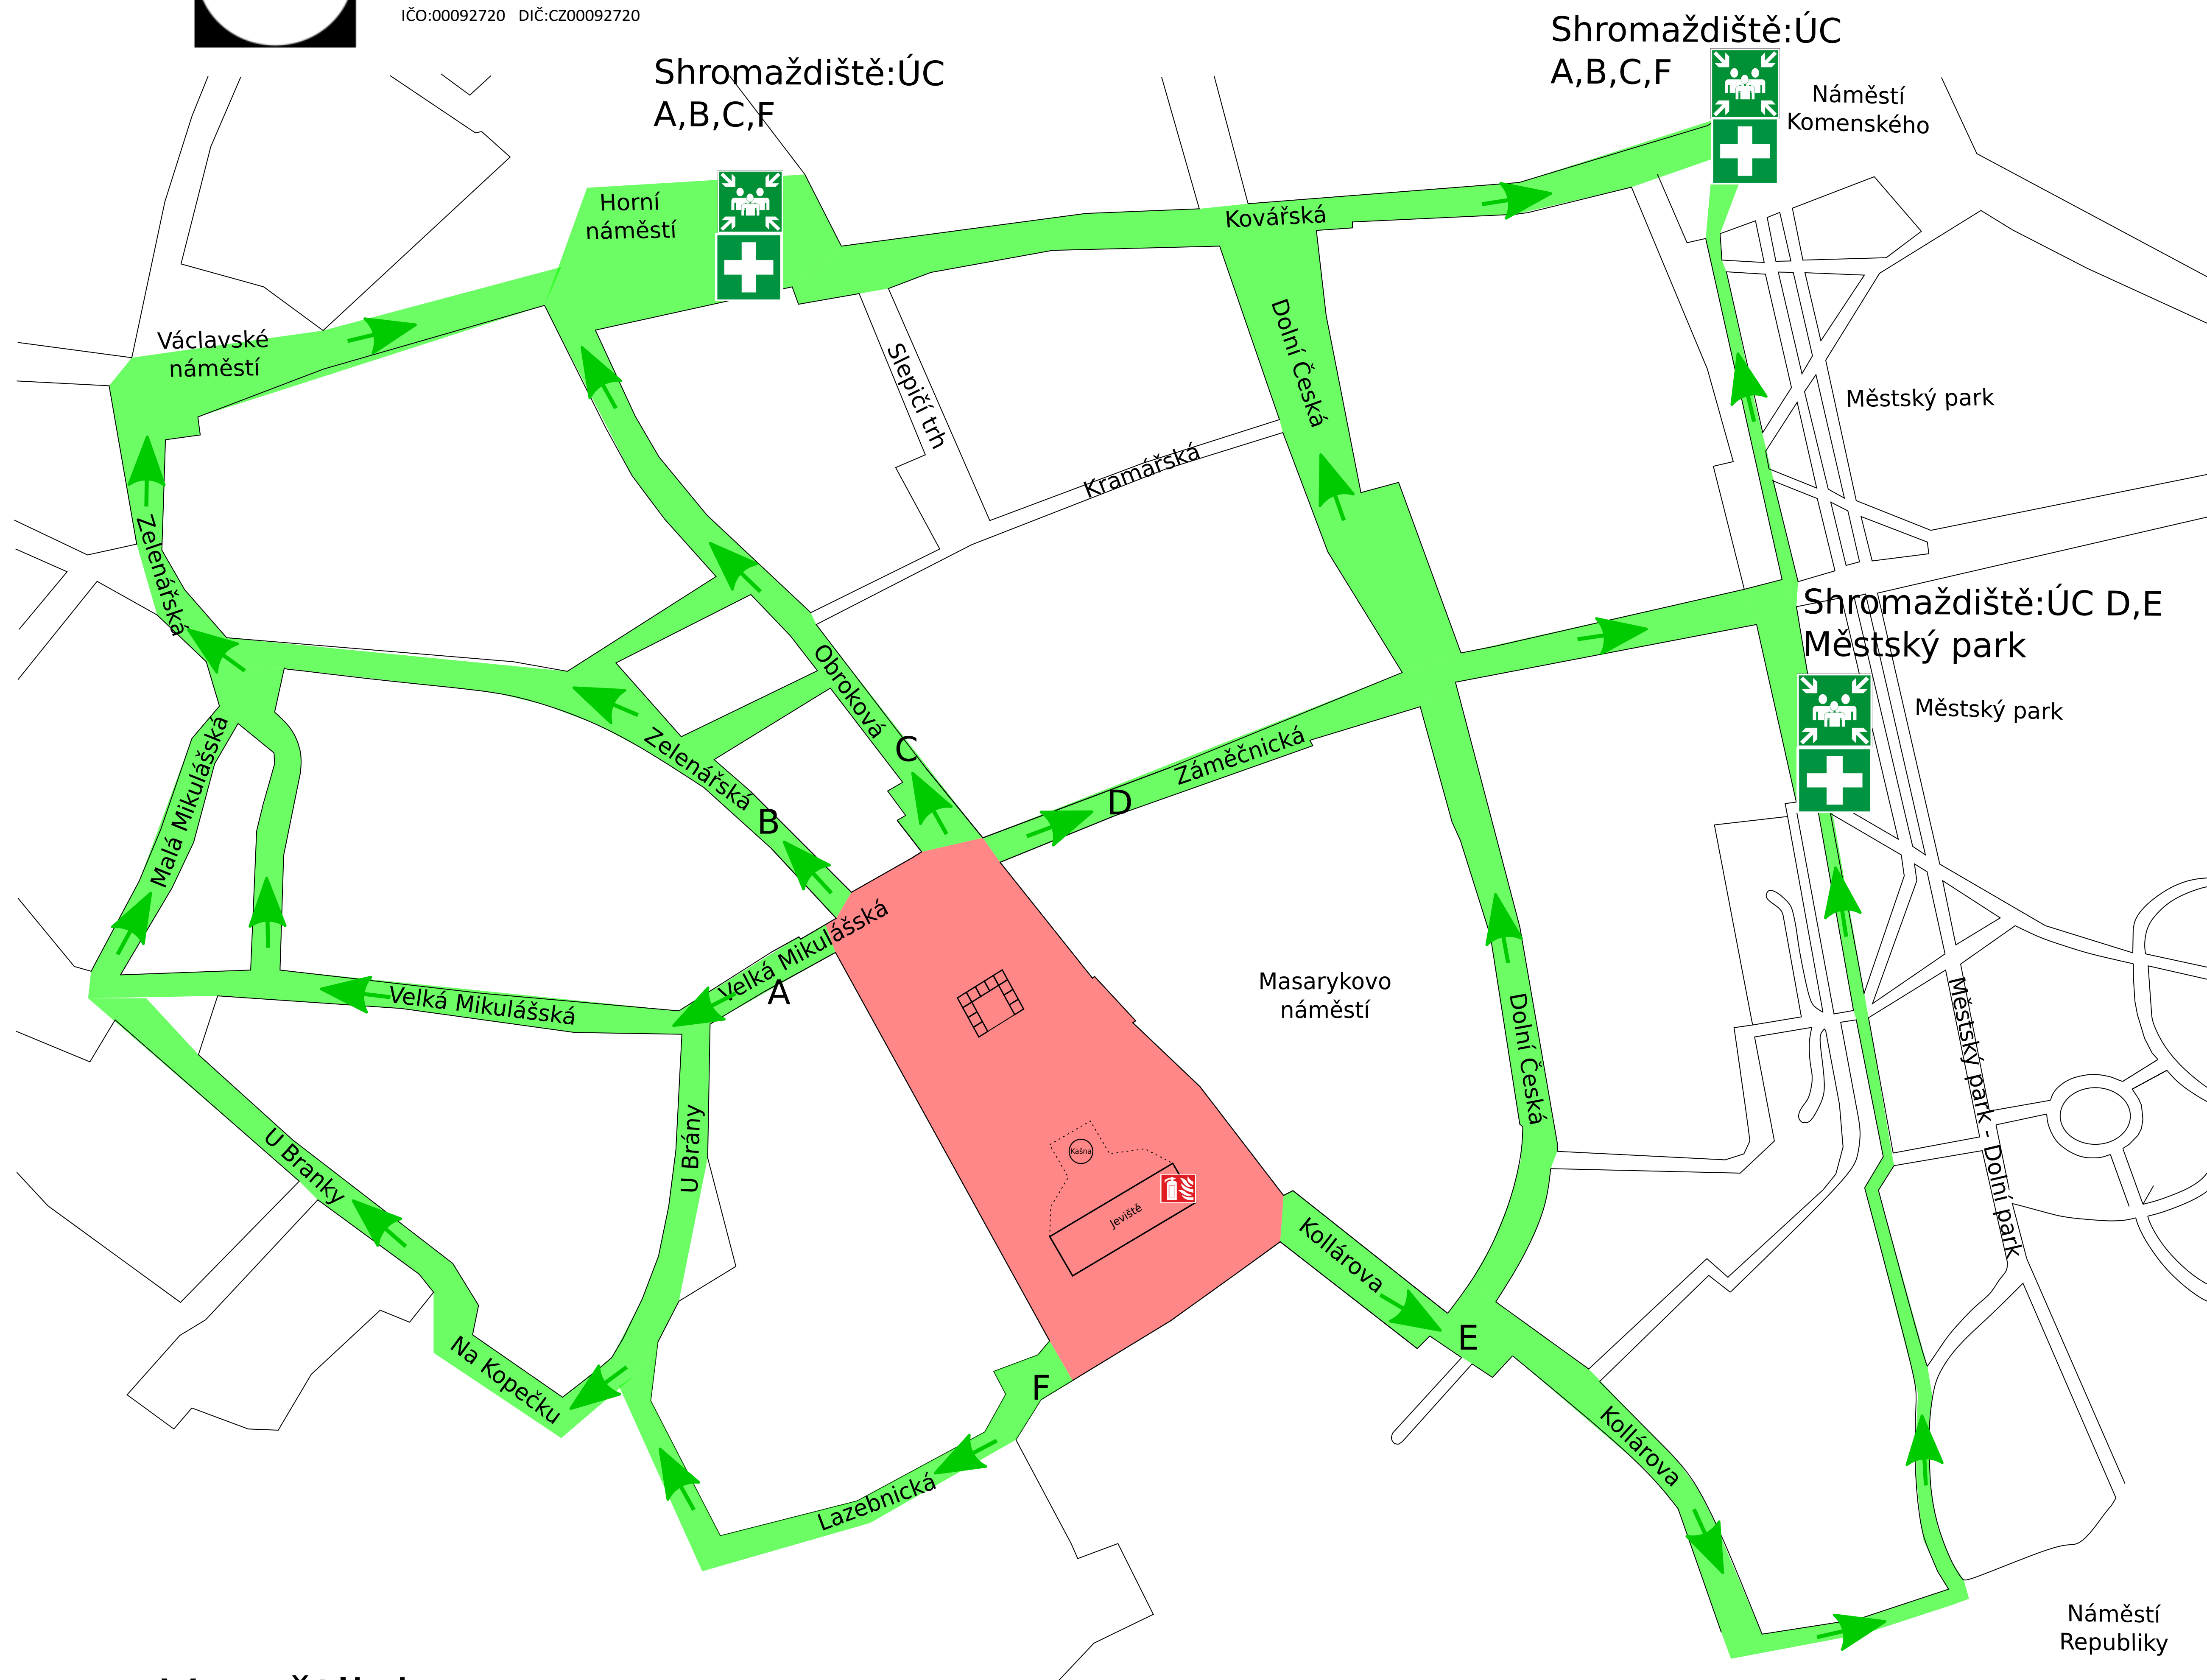 IČO:00092720 DIČ:CZ00092720
Shromaždiště:ÚC
A,B,C,F
Shromaždiště:ÚC
A,B,C,F
Náměstí
Komenského
Horní
náměstí
Kovářská
Václavské
náměstí
Slepičí trh
Dolní Česká
Městský park
Kramářská
Zelenářská
Shromaždiště:ÚC D,E
Městský park
Městský park
Obroková
C
Malá Mikulášská
Zelenářská
Záměčnická
B
D
Velká Mikulášská
A
Velká Mikulášská
Masarykovo
náměstí
Dolní Česká
Městský park - Dolní park
U Branky
U Brány
Kašna
Jeviště
Kollárova
E
Na Kopečku
F
Kollárova
Lazebnická
Náměstí
Republiky